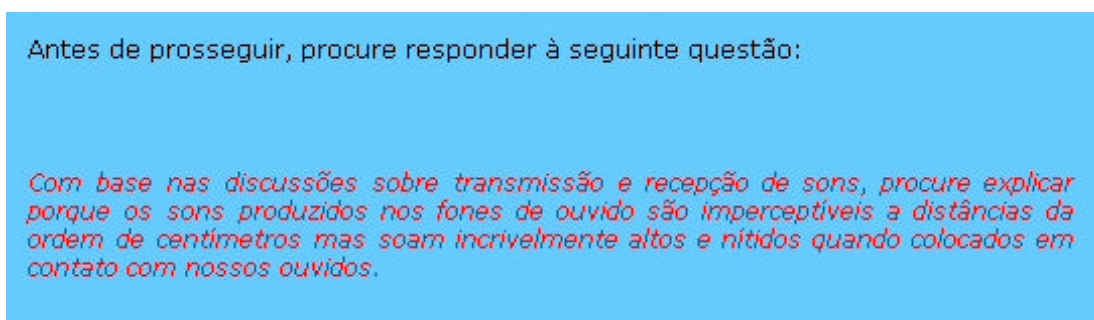 Antes de prosseguir, procure responder à seguinte questão:
Com base nas discussões sobre transmissão e recepção de sons, procure explicar
porque os sons produzidos nos fones de ouvido são imperceptíveis a distâncias da
ordem de centímetros mas soam incrivelmente altos e nítidos quando colocados em
contato com nossos ouvidos.